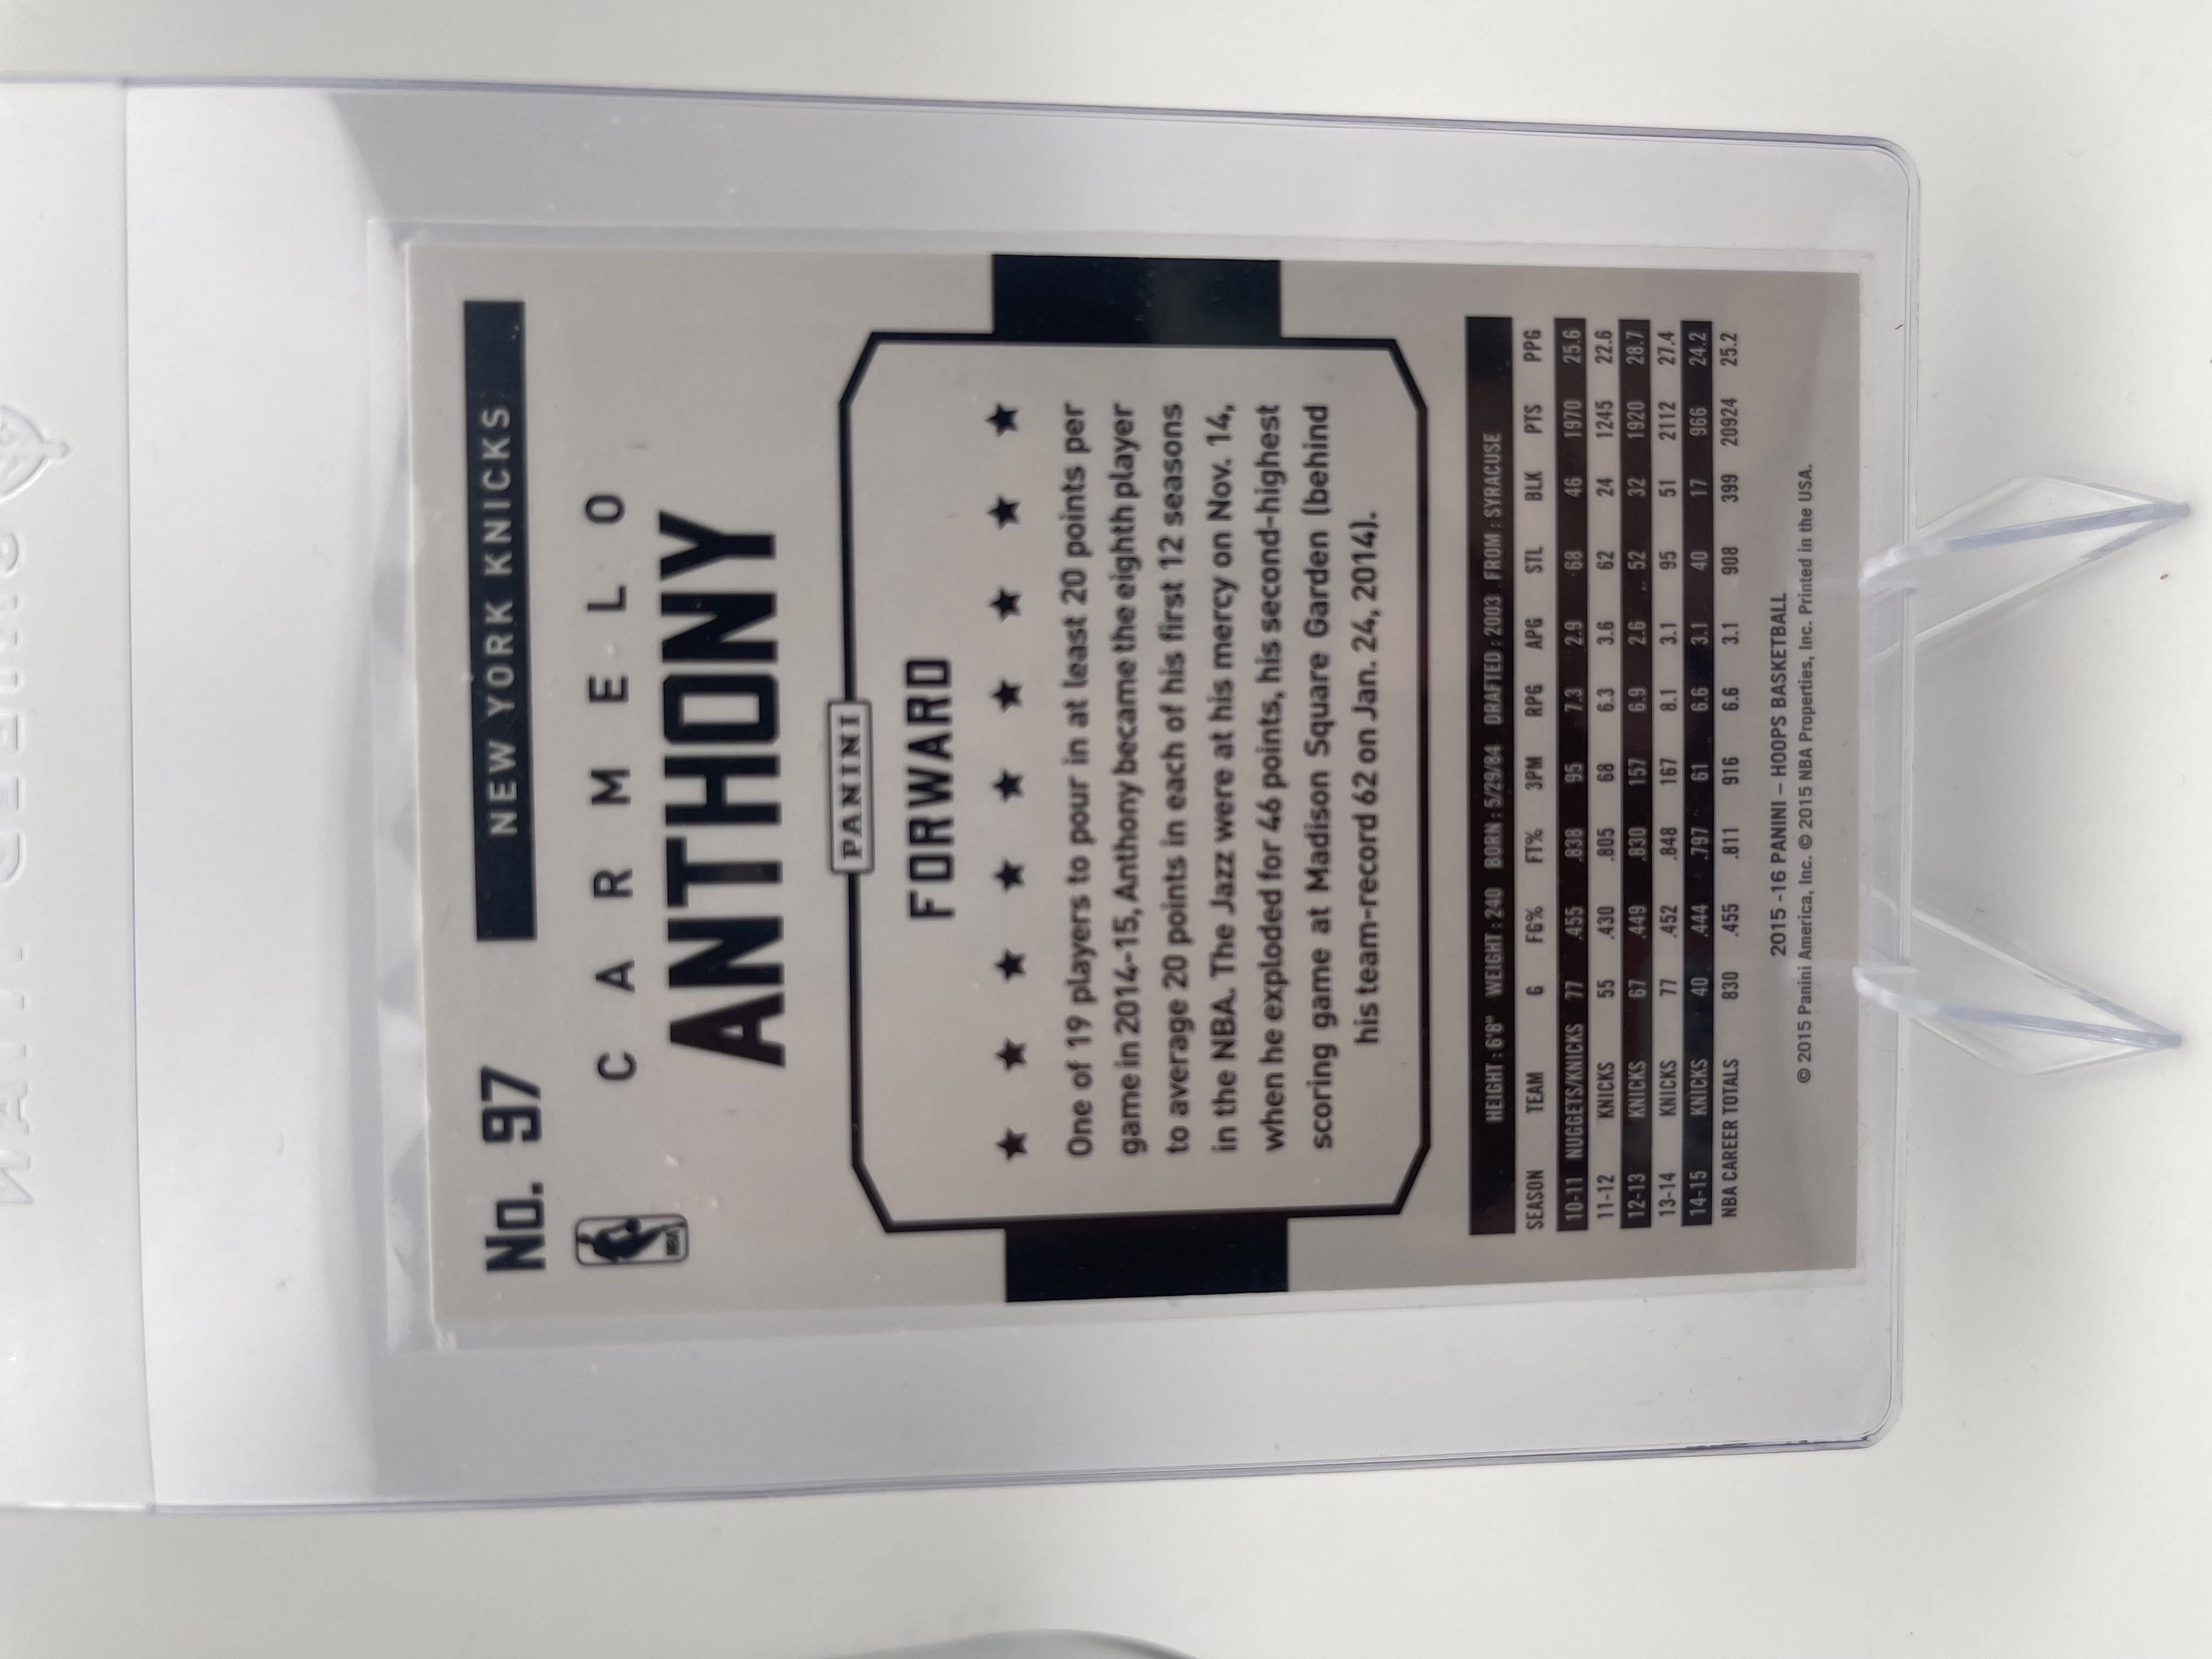 No. 97
NEW YORK KNICKS
NBA
CARMELO
ANTHONY
PANINI
FORWARD
One of 19 players to pour in at least 20 points per
game in 2014-15, Anthony became the eighth player
to average 20 points in each of his first 12 seasons
in the NBA. The Jazz were at his mercy on Nov. 14,
when he exploded for 46 points, his second-highest
scoring game at Madison Square Garden (behind
his team-record 62 on Jan. 24, 2014).
HEIGHT : 6'8" WEIGHT : 240 BORN : 5/29/84 DRAFTED : 2003 FROM : SYRACUSE
SEASON TEAM G FG% FT% 3PM RPG APG STL BLK PTS PPG
10-11 NUGGETS/KNICKS 77 .455 .838 95 7.3 2.9 68 46 1970 25.6
11-12 KNICKS 55 .430 .805 68 6.3 3.6 62 24 1245 22.6
12-13 KNICKS 67 .449 .830 157 6.9 2.6 52 32 1920 28.7
13-14 KNICKS 77 .452 .848 167 8.1 3.1 95 51 2112 27.4
14-15 KNICKS 40 .444 .797 61 6.6 3.1 40 17 966 24.2
NBA CAREER TOTALS 830 .455 .811 916 6.6 3.1 908 399 20924 25.2
2015 -16 PANINI – HOOPS BASKETBALL
© 2015 Panini America, Inc. © 2015 NBA Properties, Inc. Printed in the USA.